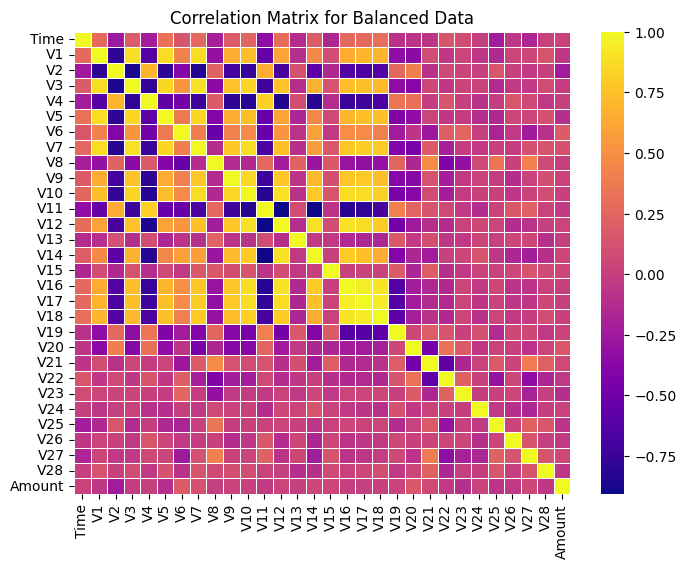 Correlation Matrix for Balanced Data
Time
V1
V2
V3
V4
V5
V6
V7
V8
V9
V10
V11
V12
V13
V14
V15
V16
V17
V18
V19
V20
V21
V22
V23
V24
V25
V26
V27
V28
Amount
Time
V1
V2
V3
V4
V5
V6
V7
V8
V9
V10
V11
V12
V13
V14
V15
V16
V17
V18
V19
V20
V21
V22
V23
V24
V25
V26
V27
V28
Amount
1.00
0.75
0.50
0.25
0.00
−0.25
−0.50
−0.75